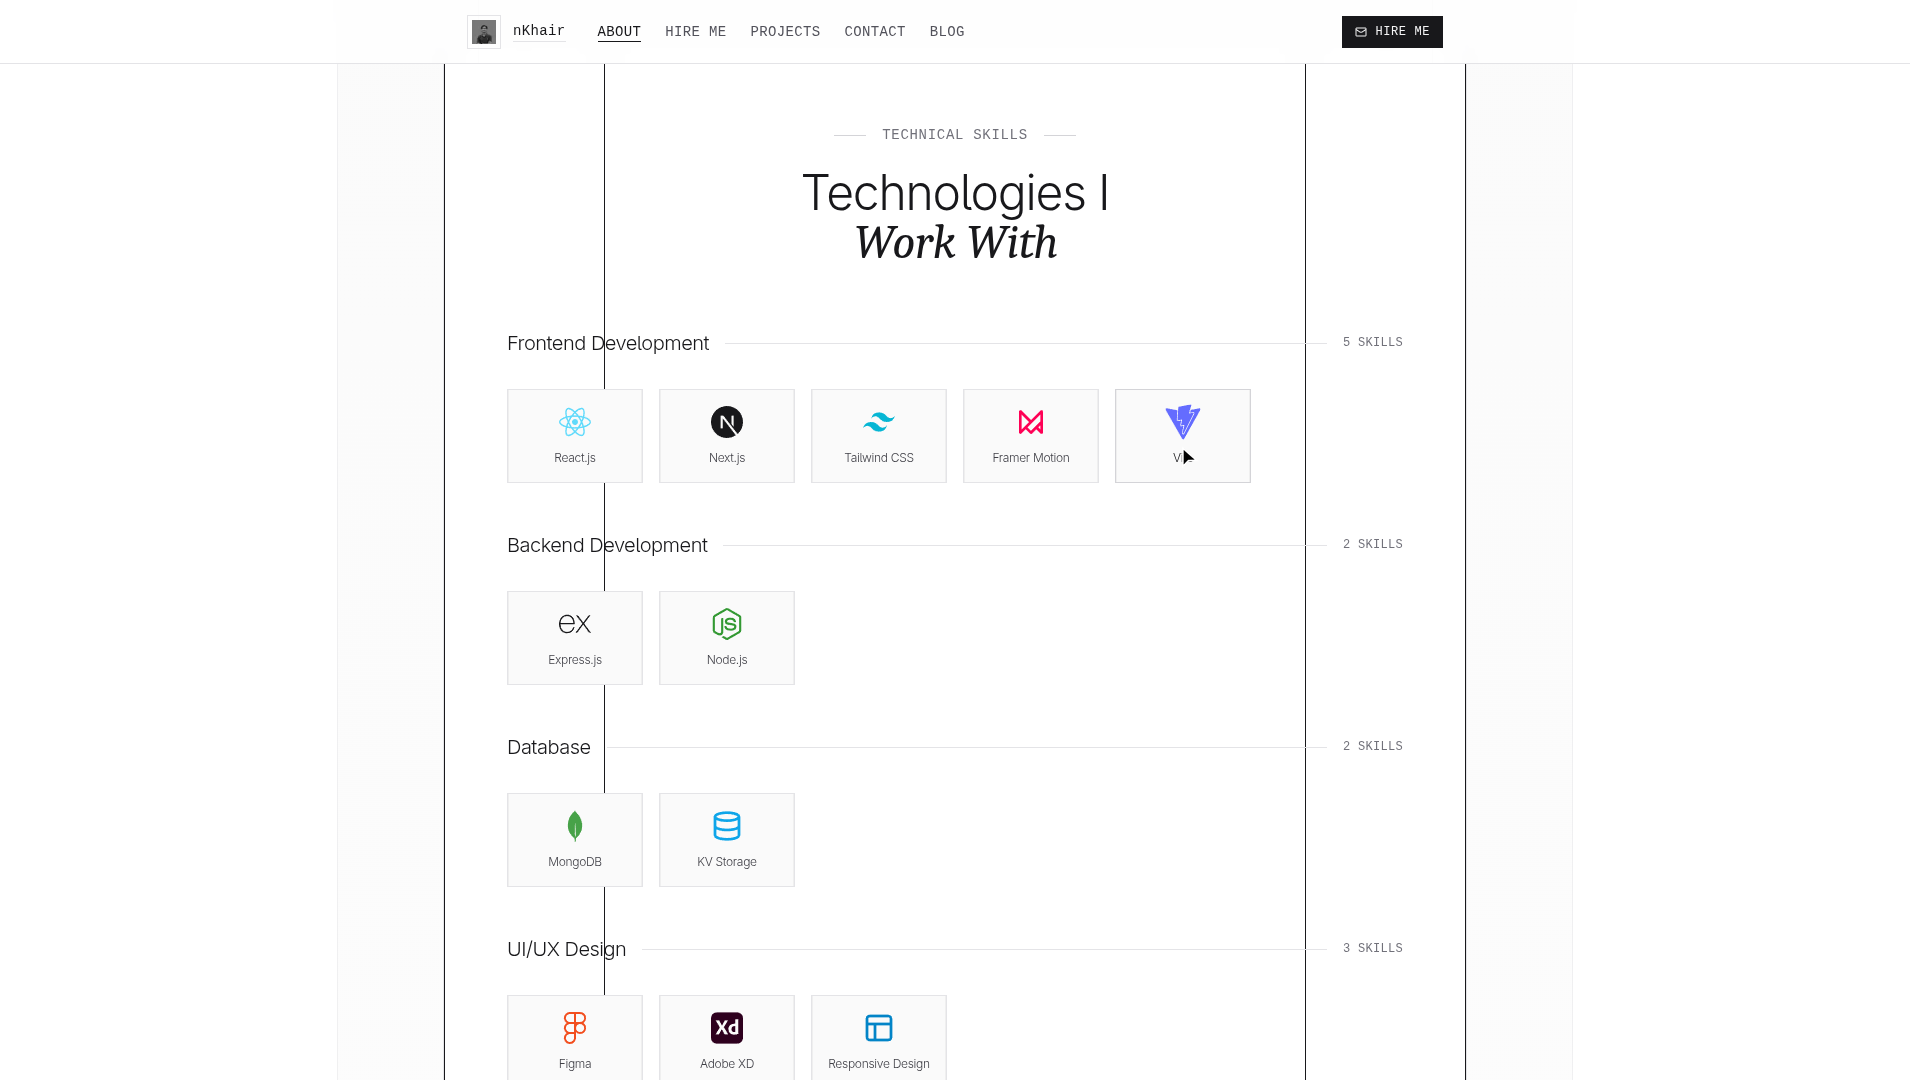 nKhair
ABOUT
HIRE ME
PROJECTS
CONTACT
BLOG
HIRE ME
TECHNICAL SKILLS
Technologies I
Work With
Frontend Development
5 SKILLS
React.js
Next.js
Tailwind CSS
Framer Motion
Backend Development
2 SKILLS
ex
JS
Express.js
Node.js
Database
2 SKILLS
MongoDB
KV Storage
UI/UX Design
3 SKILLS
Xd
Figma
Adobe XD
Responsive Design